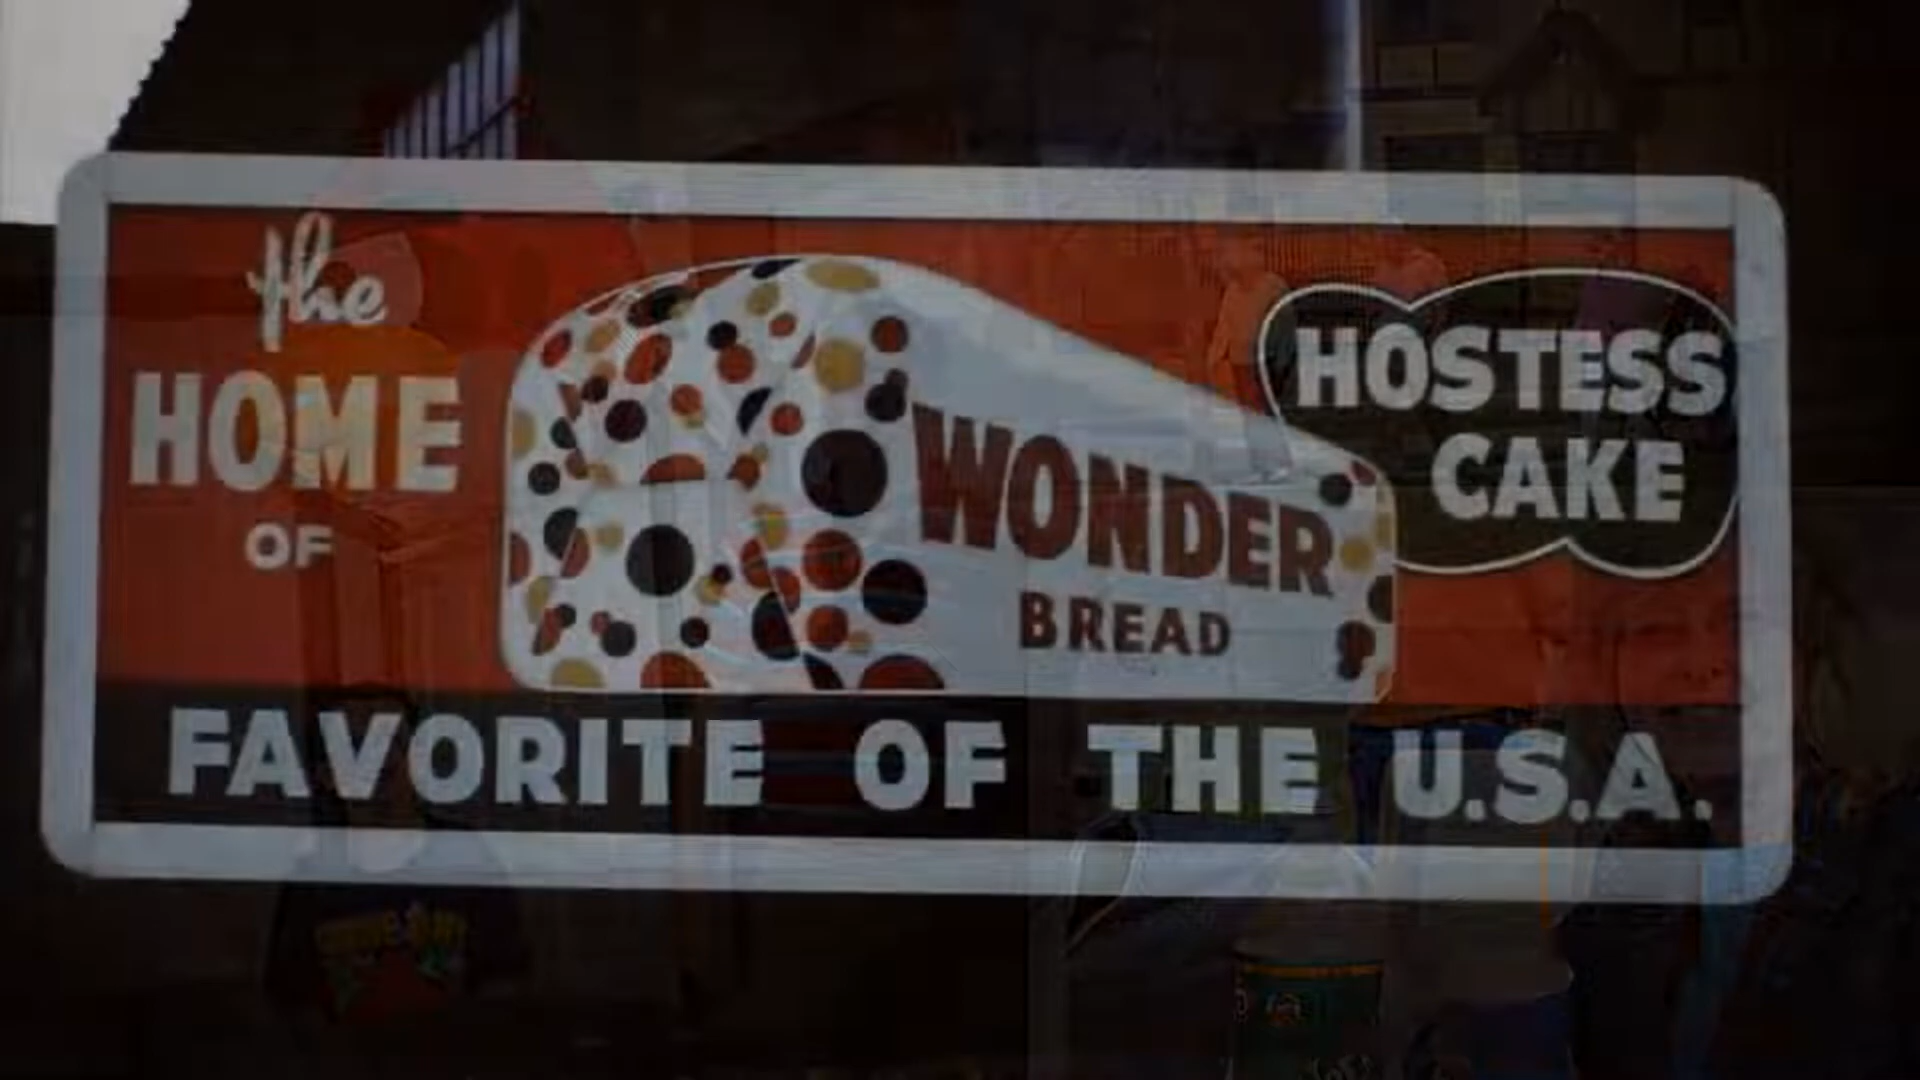 the
HOME
OF
WONDER
BREAD
HOSTESS
CAKE
FAVORITE OF THE U.S.A.